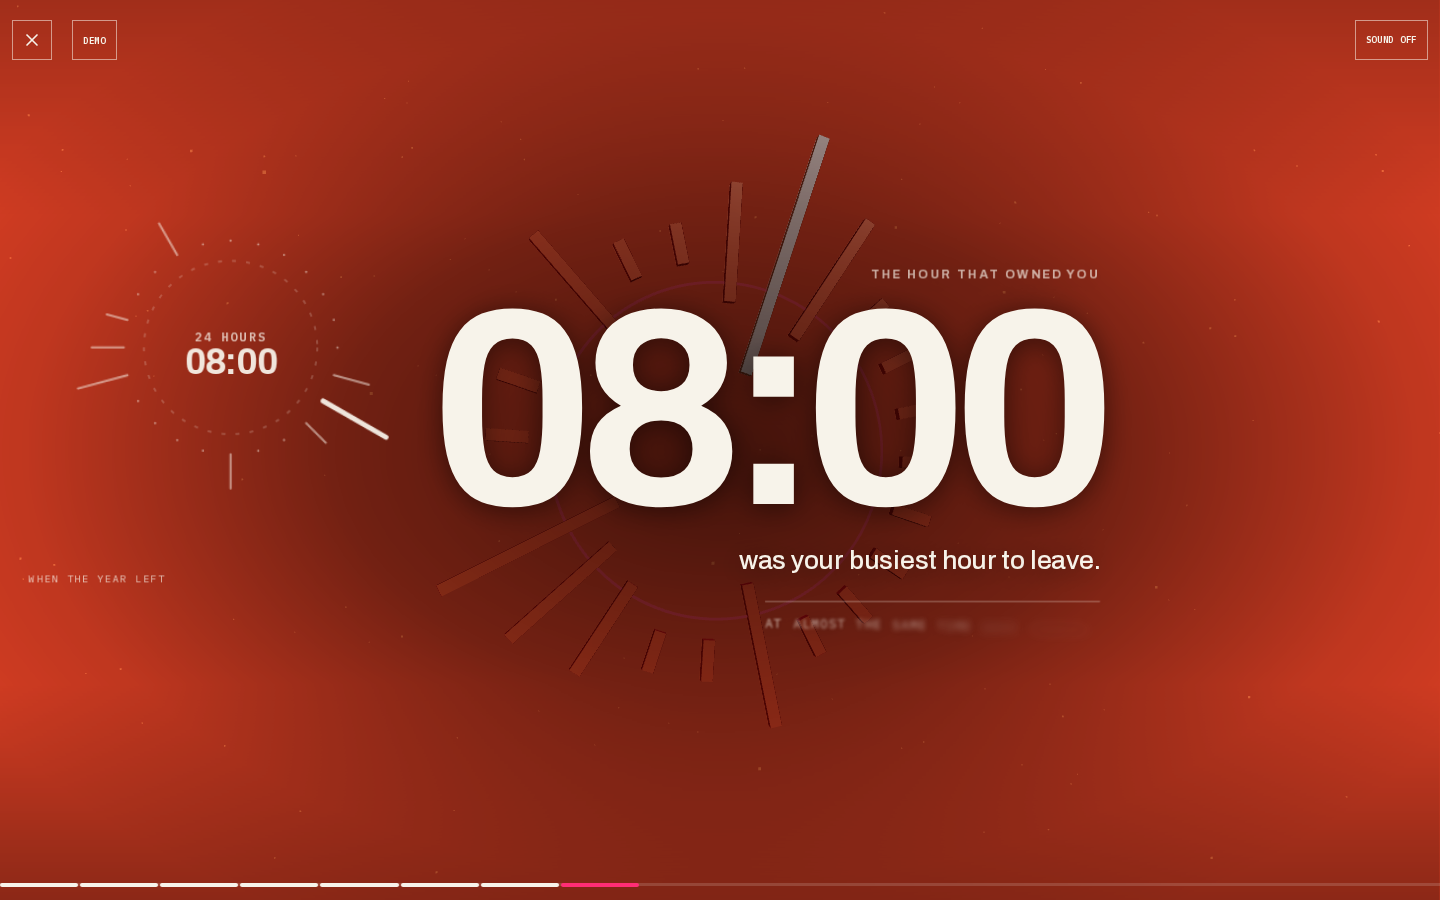 DEMO
SOUND OFF
THE HOUR THAT OWNED YOU
24 HOURS
08:00
08:00
was your busiest hour to leave.
WHEN THE YEAR LEFT
AT ALMOST THE SAME TIME